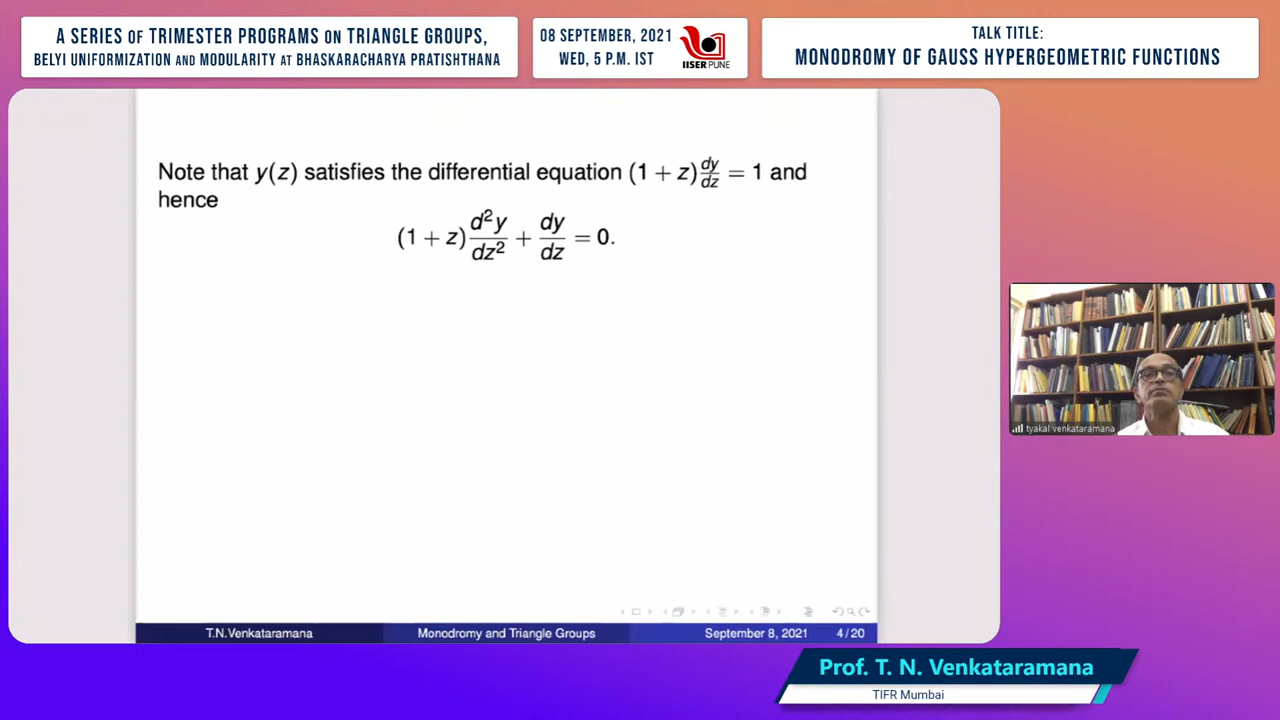 A SERIES OF TRIMESTER PROGRAMS ON TRIANGLE GROUPS,
BELYI UNIFORMIZATION AND MODULARITY AT BHASKARACHARYA PRATISHTHANA
08 SEPTEMBER, 2021
WED, 5 P.M. IST
IISER PUNE
TALK TITLE:
MONODROMY OF GAUSS HYPERGEOMETRIC FUNCTIONS
Note that y(z) satisfies the differential equation (1 + z) dy/dz = 1 and
hence
(1 + z) d²y/dz² + dy/dz = 0.
tyakal venkataramana
T.N.Venkataramana Monodromy and Triangle Groups September 8, 2021 4 / 20
Prof. T. N. Venkataramana
TIFR Mumbai